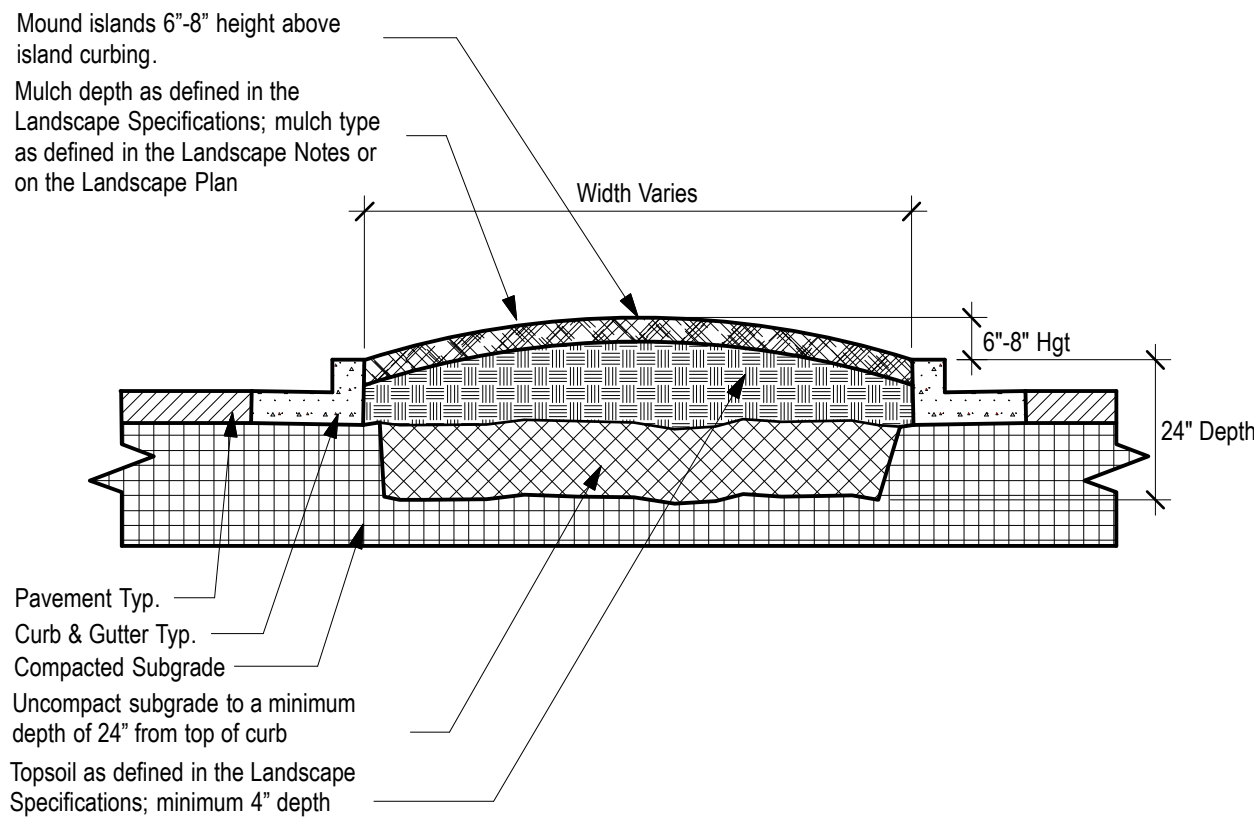 Mound islands 6”-8” height above
island curbing.
Mulch depth as defined in the
Landscape Specifications; mulch type
as defined in the Landscape Notes or
on the Landscape Plan
Width Varies
6"-8" Hgt
24" Depth
Pavement Typ.
Curb & Gutter Typ.
Compacted Subgrade
Uncompact subgrade to a minimum
depth of 24” from top of curb
Topsoil as defined in the Landscape
Specifications; minimum 4” depth